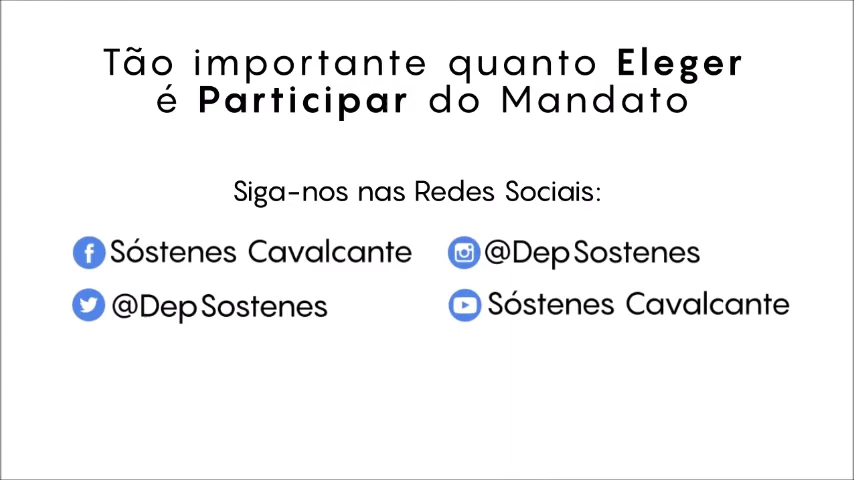 Tão importante quanto Eleger
é Participar do Mandato
Siga-nos nas Redes Sociais:
Sóstenes Cavalcante
@DepSostenes
@DepSostenes
Sóstenes Cavalcante